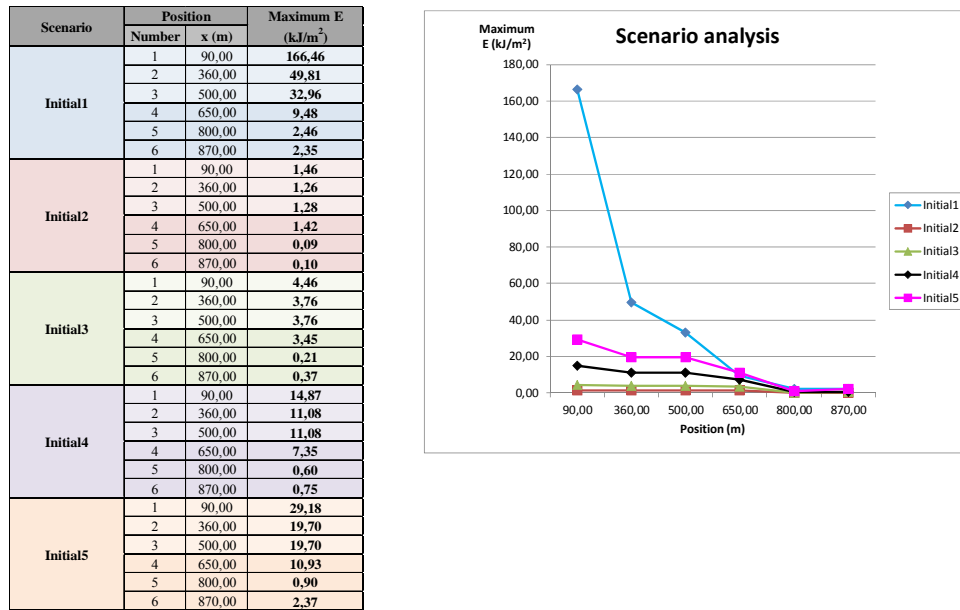 Scenario Position Maximum E
Number x (m) (kJ/m²)
Initial1
1 90,00 166,46
2 360,00 49,81
3 500,00 32,96
4 650,00 9,48
5 800,00 2,46
6 870,00 2,35
Initial2
1 90,00 1,46
2 360,00 1,26
3 500,00 1,28
4 650,00 1,42
5 800,00 0,09
6 870,00 0,10
Initial3
1 90,00 4,46
2 360,00 3,76
3 500,00 3,76
4 650,00 3,45
5 800,00 0,21
6 870,00 0,37
Initial4
1 90,00 14,87
2 360,00 11,08
3 500,00 11,08
4 650,00 7,35
5 800,00 0,60
6 870,00 0,75
Initial5
1 90,00 29,18
2 360,00 19,70
3 500,00 19,70
4 650,00 10,93
5 800,00 0,90
6 870,00 2,37
Scenario analysis
Maximum
E (kJ/m²)
180,00
160,00
140,00
120,00
100,00
80,00
60,00
40,00
20,00
0,00
90,00 360,00 500,00 650,00 800,00 870,00
Position (m)
Initial1
Initial2
Initial3
Initial4
Initial5